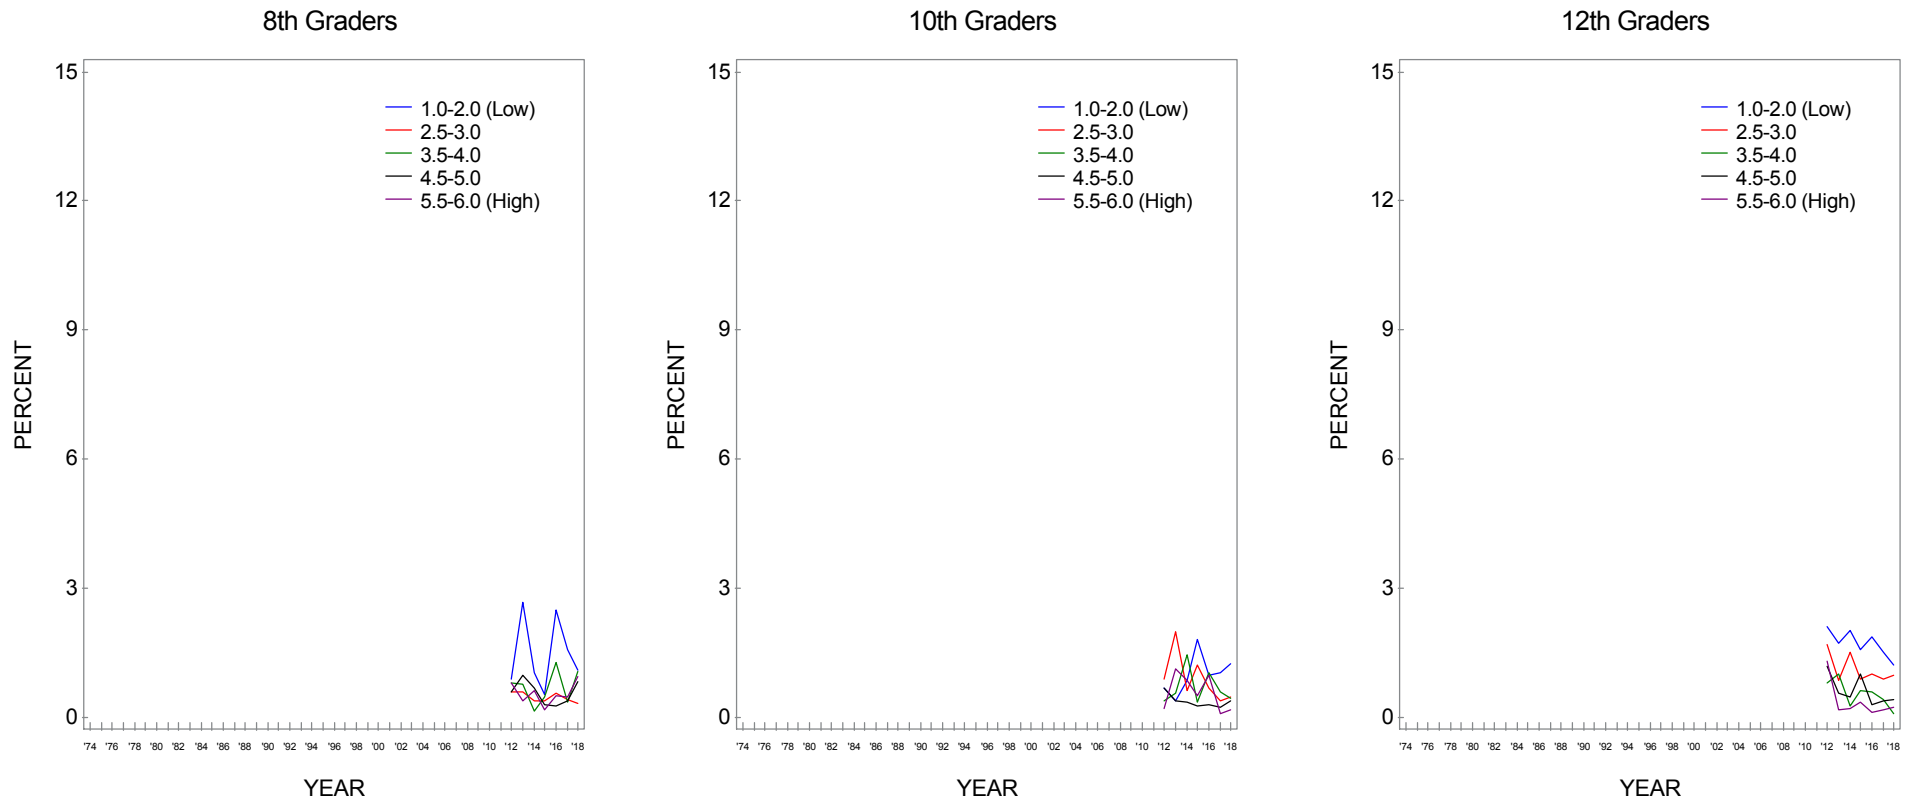 8th Graders
15
12
9
6
3
0
PERCENT
1.0-2.0 (Low)
2.5-3.0
3.5-4.0
4.5-5.0
5.5-6.0 (High)
'74 '76 '78 '80 '82 '84 '86 '88 '90 '92 '94 '96 '98 '00 '02 '04 '06 '08 '10 '12 '14 '16 '18
YEAR
10th Graders
15
12
9
6
3
0
PERCENT
1.0-2.0 (Low)
2.5-3.0
3.5-4.0
4.5-5.0
5.5-6.0 (High)
'74 '76 '78 '80 '82 '84 '86 '88 '90 '92 '94 '96 '98 '00 '02 '04 '06 '08 '10 '12 '14 '16 '18
YEAR
12th Graders
15
12
9
6
3
0
PERCENT
1.0-2.0 (Low)
2.5-3.0
3.5-4.0
4.5-5.0
5.5-6.0 (High)
'74 '76 '78 '80 '82 '84 '86 '88 '90 '92 '94 '96 '98 '00 '02 '04 '06 '08 '10 '12 '14 '16 '18
YEAR